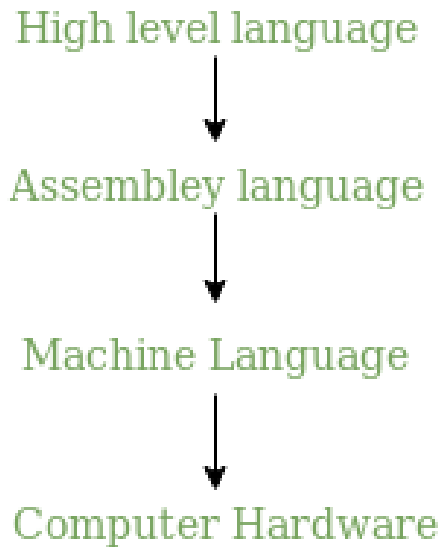 High level language
Assembley language
Machine Language
Computer Hardware